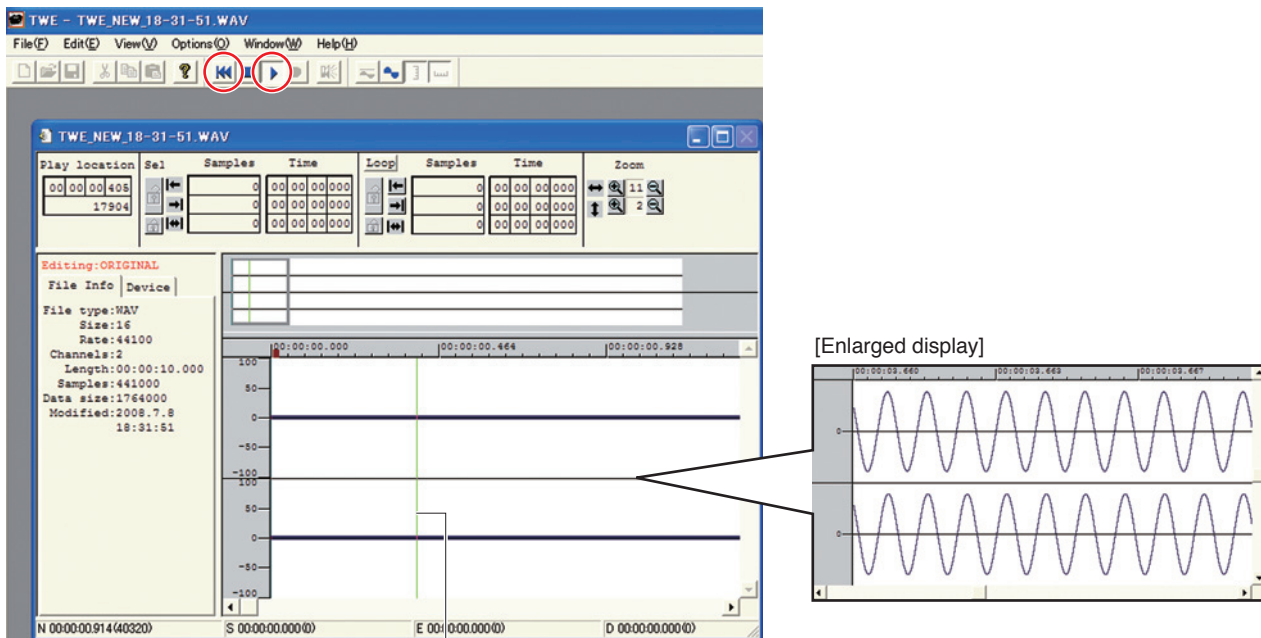 TWE - TWE_NEW_18-31-51.WAV
File(F) Edit(E) View(V) Options(O) Window(W) Help(H)
TWE_NEW_18-31-51.WAV
Play location Sel Samples Time Loop Samples Time Zoom
00 00 00 405 0 00 00 00 000 0 00 00 00 000 11
17904 0 00 00 00 000 0 00 00 00 000 2
0 00 00 00 000 0 00 00 00 000
Editing:ORIGINAL
File Info Device
File type:WAV
Size:16
Rate:44100
Channels:2
Length:00:00:10.000
Samples:441000
Data size:1764000
Modified:2008.7.8
18:31:51
00:00:00.000 00:00:00.464 00:00:00.928
100
50
0
-50
-100
100
50
0
-50
-100
N 00:00:00.914(40320) S 00:00:00.000(0) E 00:00:00.000(0) D 00:00:00.000(0)
[Enlarged display]
00:00:03.660 00:00:03.663 00:00:03.667
0
0